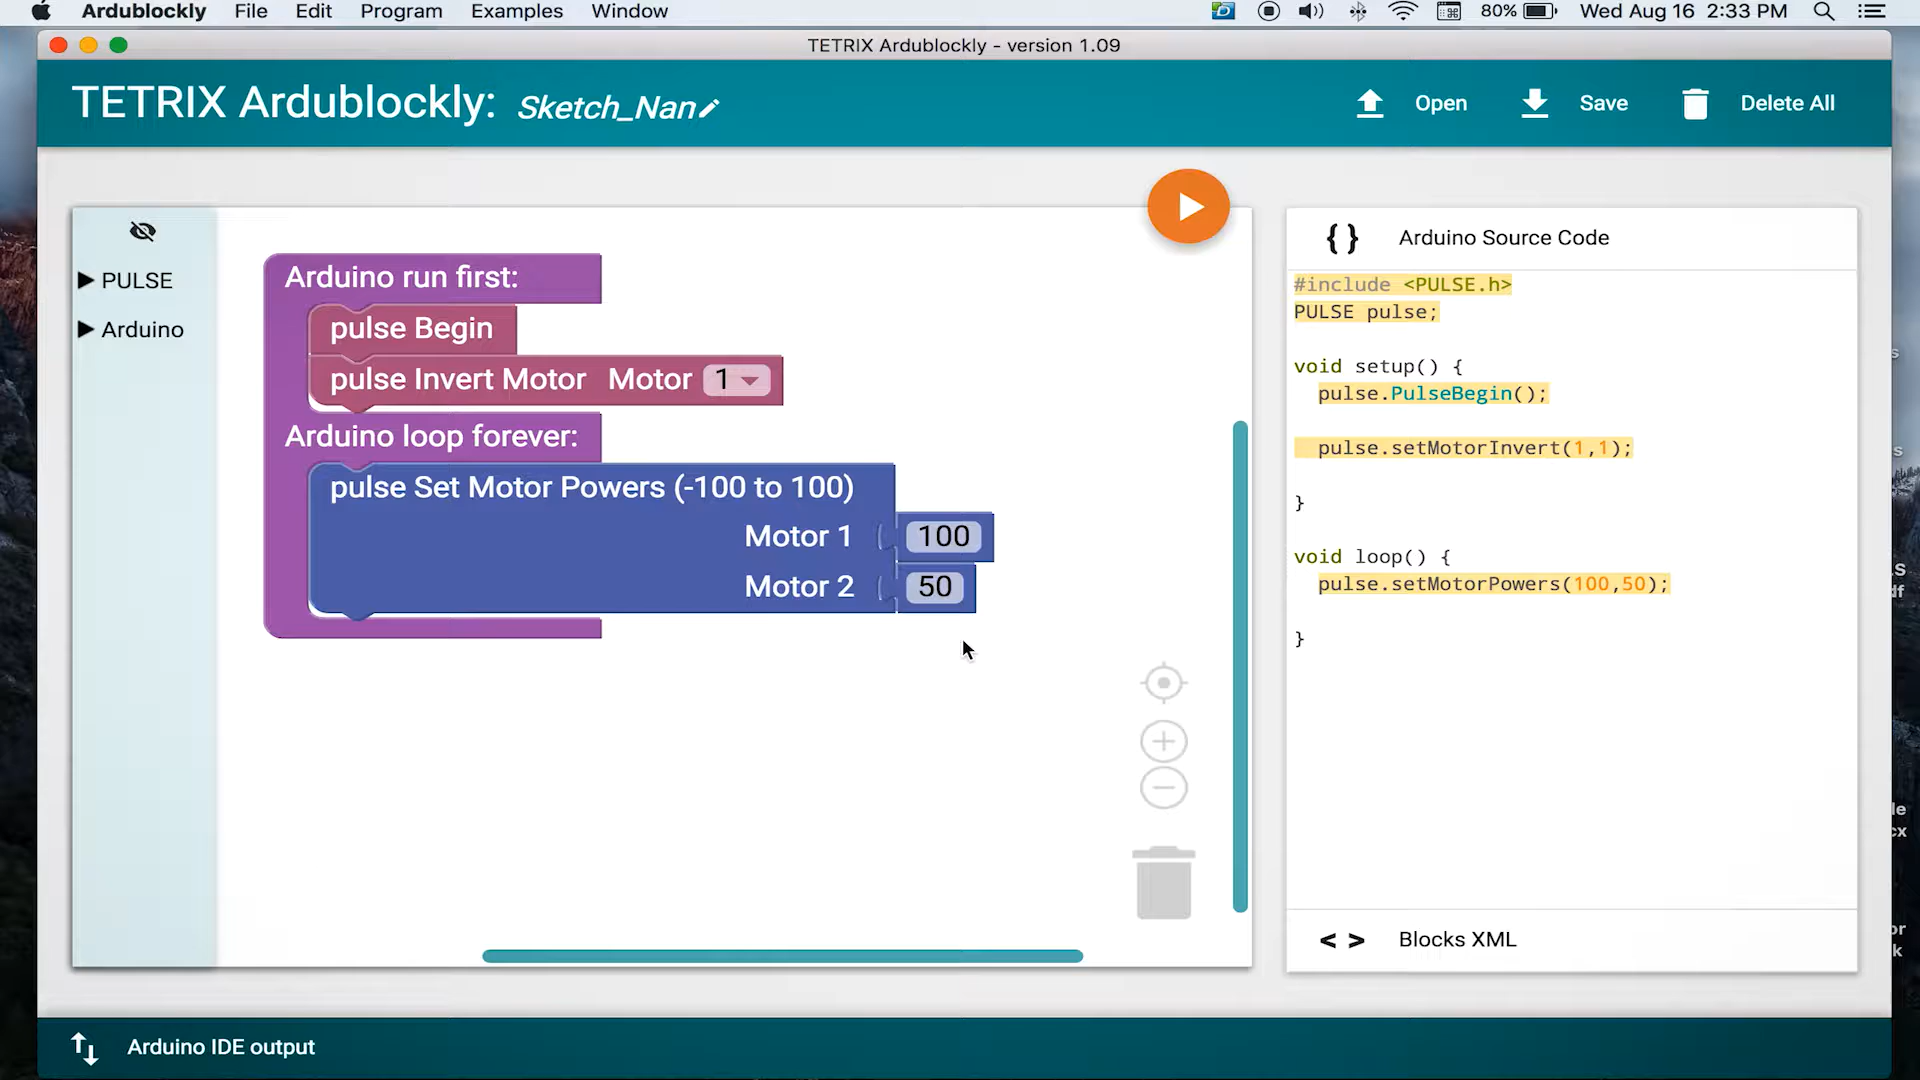 Ardublockly File Edit Program Examples Window 80% Wed Aug 16 2:33 PM
TETRIX Ardublockly - version 1.09
TETRIX Ardublockly: Sketch_Nan Open Save Delete All
PULSE
Arduino
Arduino run first:
pulse Begin
pulse Invert Motor Motor 1
Arduino loop forever:
pulse Set Motor Powers (-100 to 100)
Motor 1 100
Motor 2 50
{ } Arduino Source Code
#include <PULSE.h>
PULSE pulse;
void setup() {
pulse.PulseBegin();
pulse.setMotorInvert(1,1);
}
void loop() {
pulse.setMotorPowers(100,50);
}
< > Blocks XML
Arduino IDE output